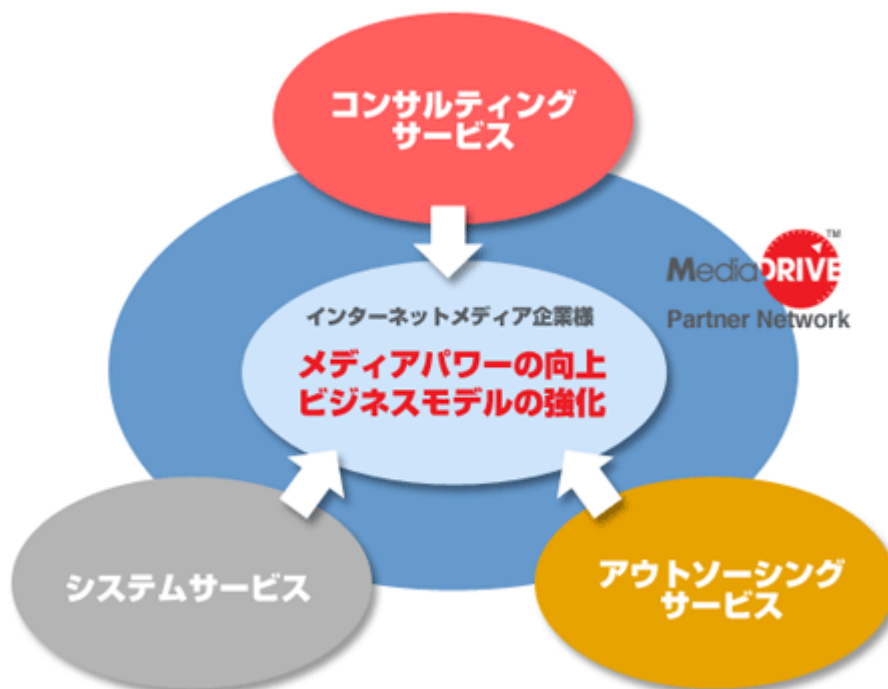 コンサルティング
サービス
TM
MediaDRIVE
Partner Network
インターネットメディア企業様
メディアパワーの向上
ビジネスモデルの強化
システムサービス
アウトソーシング
サービス